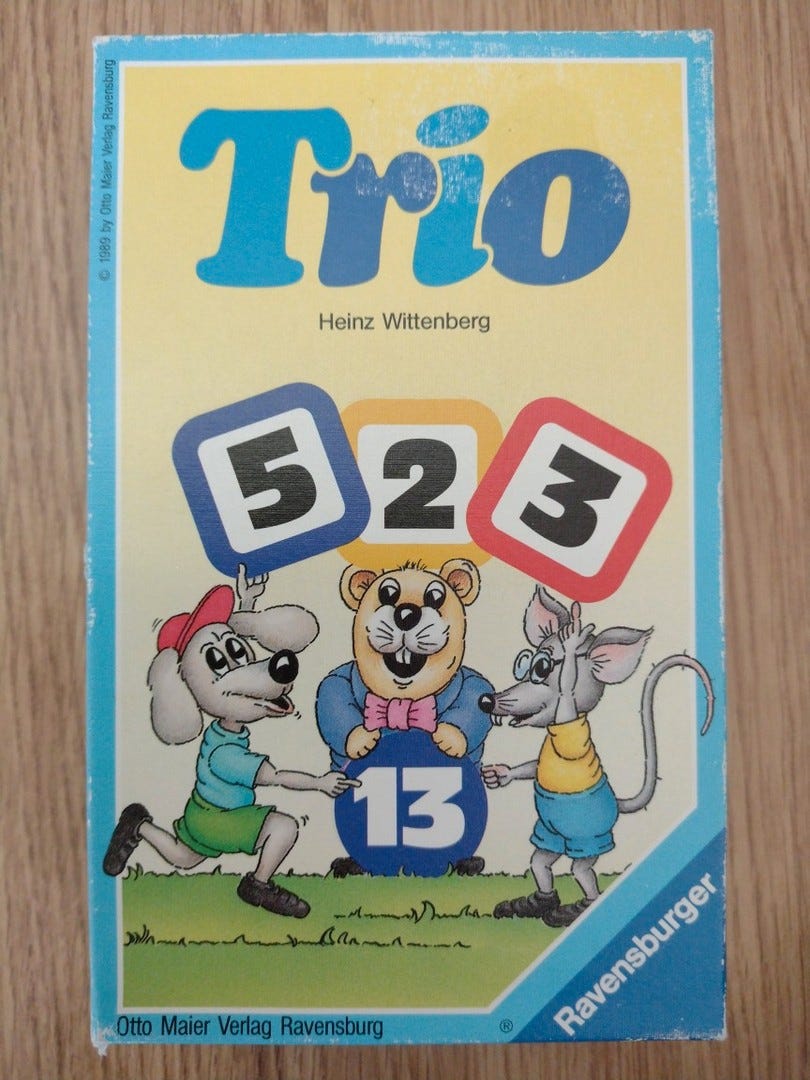 © 1989 by Otto Maier Verlag Ravensburg
Trio
Heinz Wittenberg
5 2 3
13
Ravensburger
Otto Maier Verlag Ravensburg ®